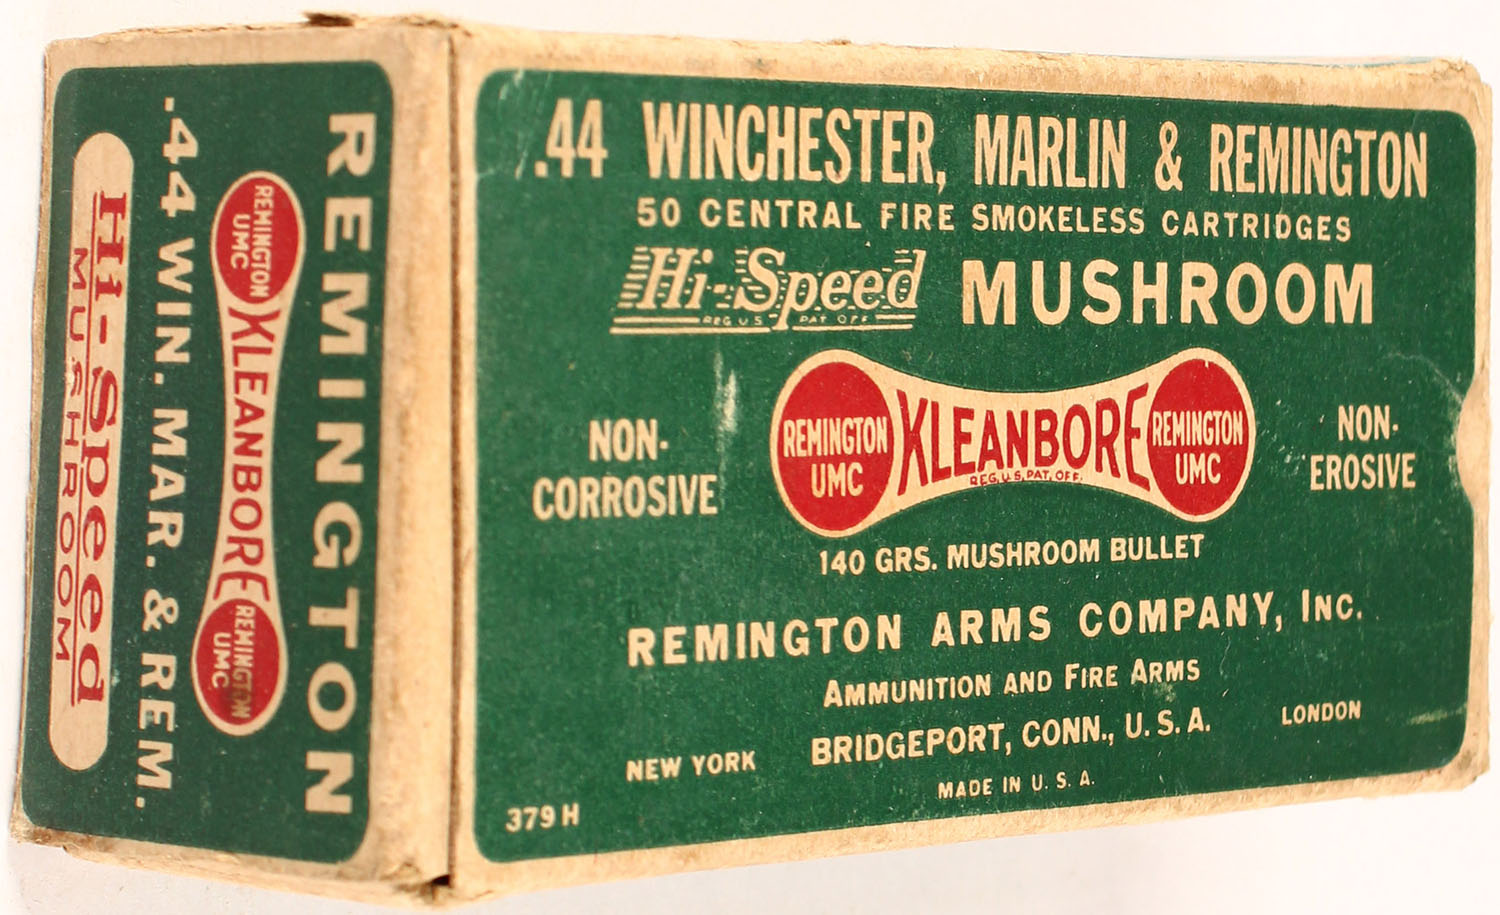 .44 WINCHESTER, MARLIN & REMINGTON
50 CENTRAL FIRE SMOKELESS CARTRIDGES
Hi-Speed MUSHROOM
REG. U.S. PAT. OFF.
NON-CORROSIVE
REMINGTON UMC
KLEANBORE
REG. U.S. PAT. OFF.
REMINGTON UMC
NON-EROSIVE
140 GRS. MUSHROOM BULLET
REMINGTON ARMS COMPANY, INC.
AMMUNITION AND FIRE ARMS
NEW YORK BRIDGEPORT, CONN., U.S.A. LONDON
MADE IN U.S.A.
379 H
REMINGTON
REMINGTON UMC KLEANBORE REMINGTON UMC
.44 WIN. MAR. & REM.
Hi-Speed
MUSHROOM